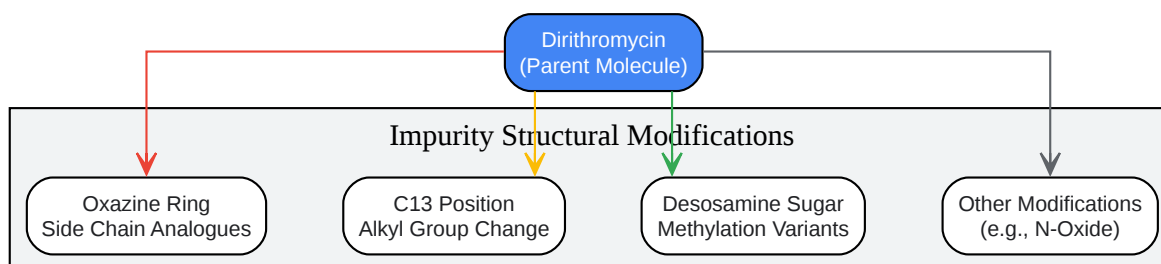 Dirithromycin
(Parent Molecule)
Impurity Structural Modifications
Oxazine Ring
Side Chain Analogues
C13 Position
Alkyl Group Change
Desosamine Sugar
Methylation Variants
Other Modifications
(e.g., N-Oxide)